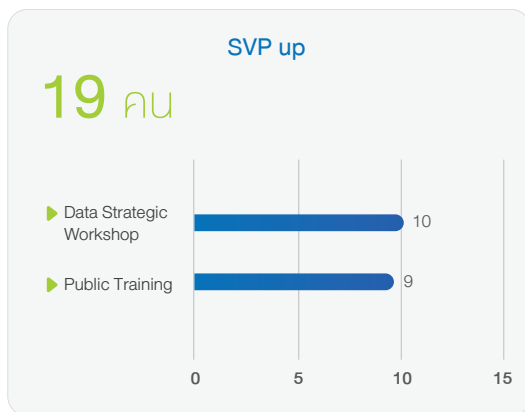 SVP up
19 คน
Data Strategic
Workshop
10
Public Training
9
0 5 10 15